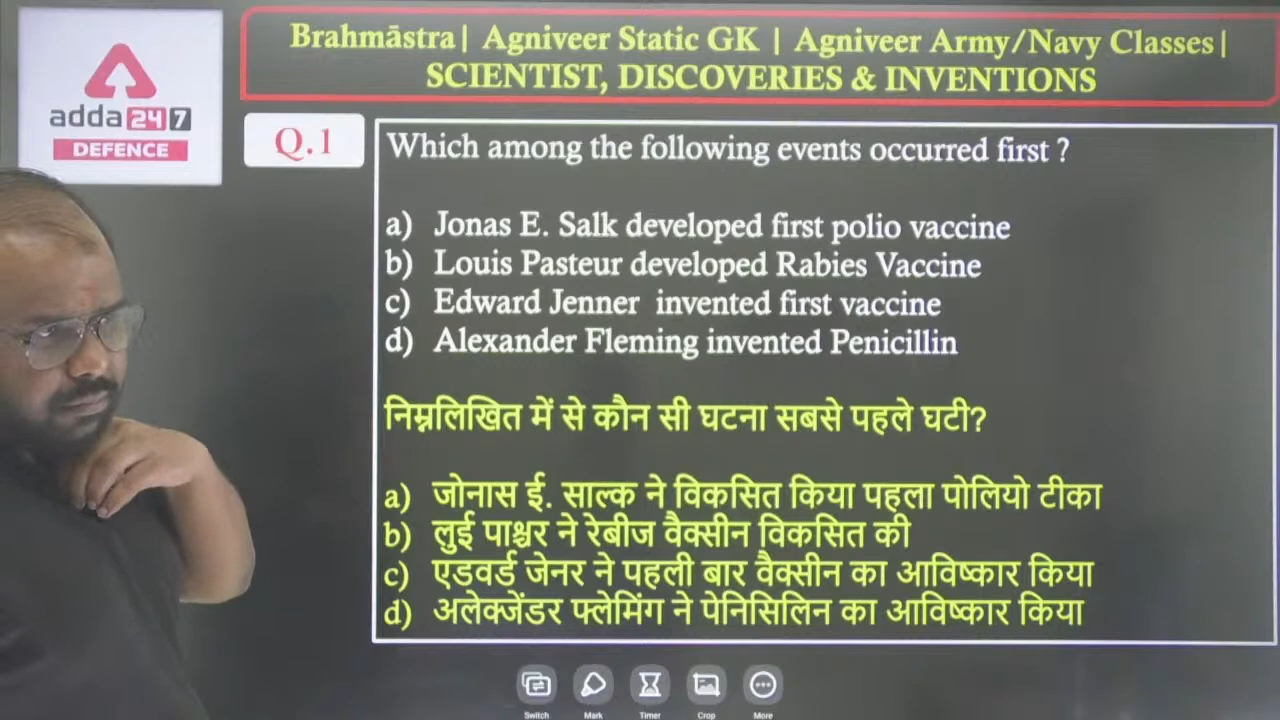 Brahmāstra| Agniveer Static GK | Agniveer Army/Navy Classes|
SCIENTIST, DISCOVERIES & INVENTIONS
adda 24 7
DEFENCE
Q.1
Which among the following events occurred first ?
a) Jonas E. Salk developed first polio vaccine
b) Louis Pasteur developed Rabies Vaccine
c) Edward Jenner invented first vaccine
d) Alexander Fleming invented Penicillin
निम्नलिखित में से कौन सी घटना सबसे पहले घटी?
a) जोनास ई. साल्क ने विकसित किया पहला पोलियो टीका
b) लुई पाश्चर ने रेबीज वैक्सीन विकसित की
c) एडवर्ड जेनर ने पहली बार वैक्सीन का आविष्कार किया
d) अलेक्जेंडर फ्लेमिंग ने पेनिसिलिन का आविष्कार किया
Switch Mark Timer Crop More